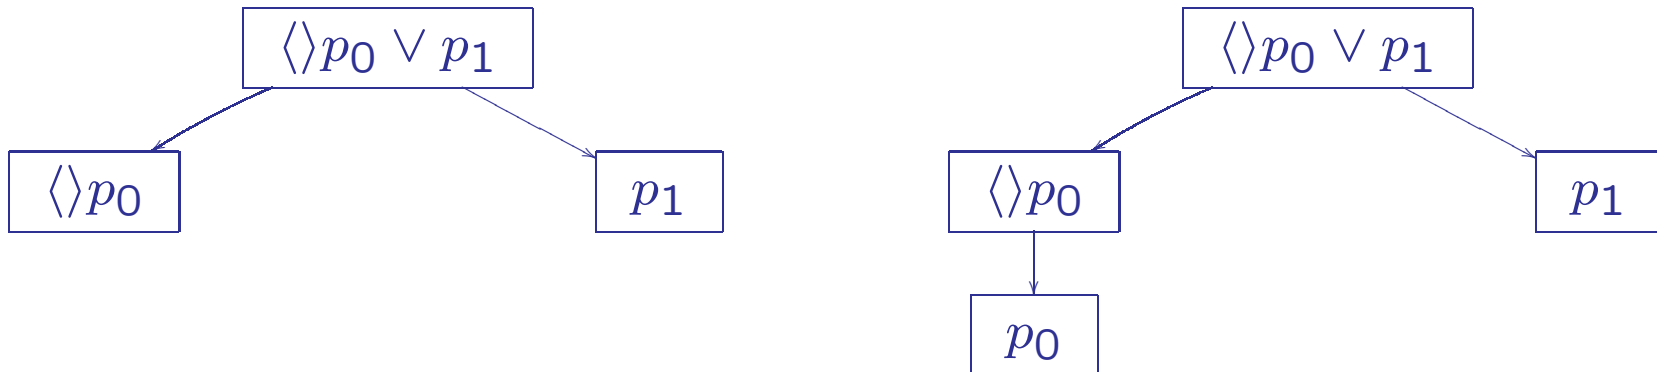 ⟨⟩p₀ ∨ p₁ ⟨⟩p₀ ∨ p₁
⟨⟩p₀ p₁ ⟨⟩p₀ p₁
p₀